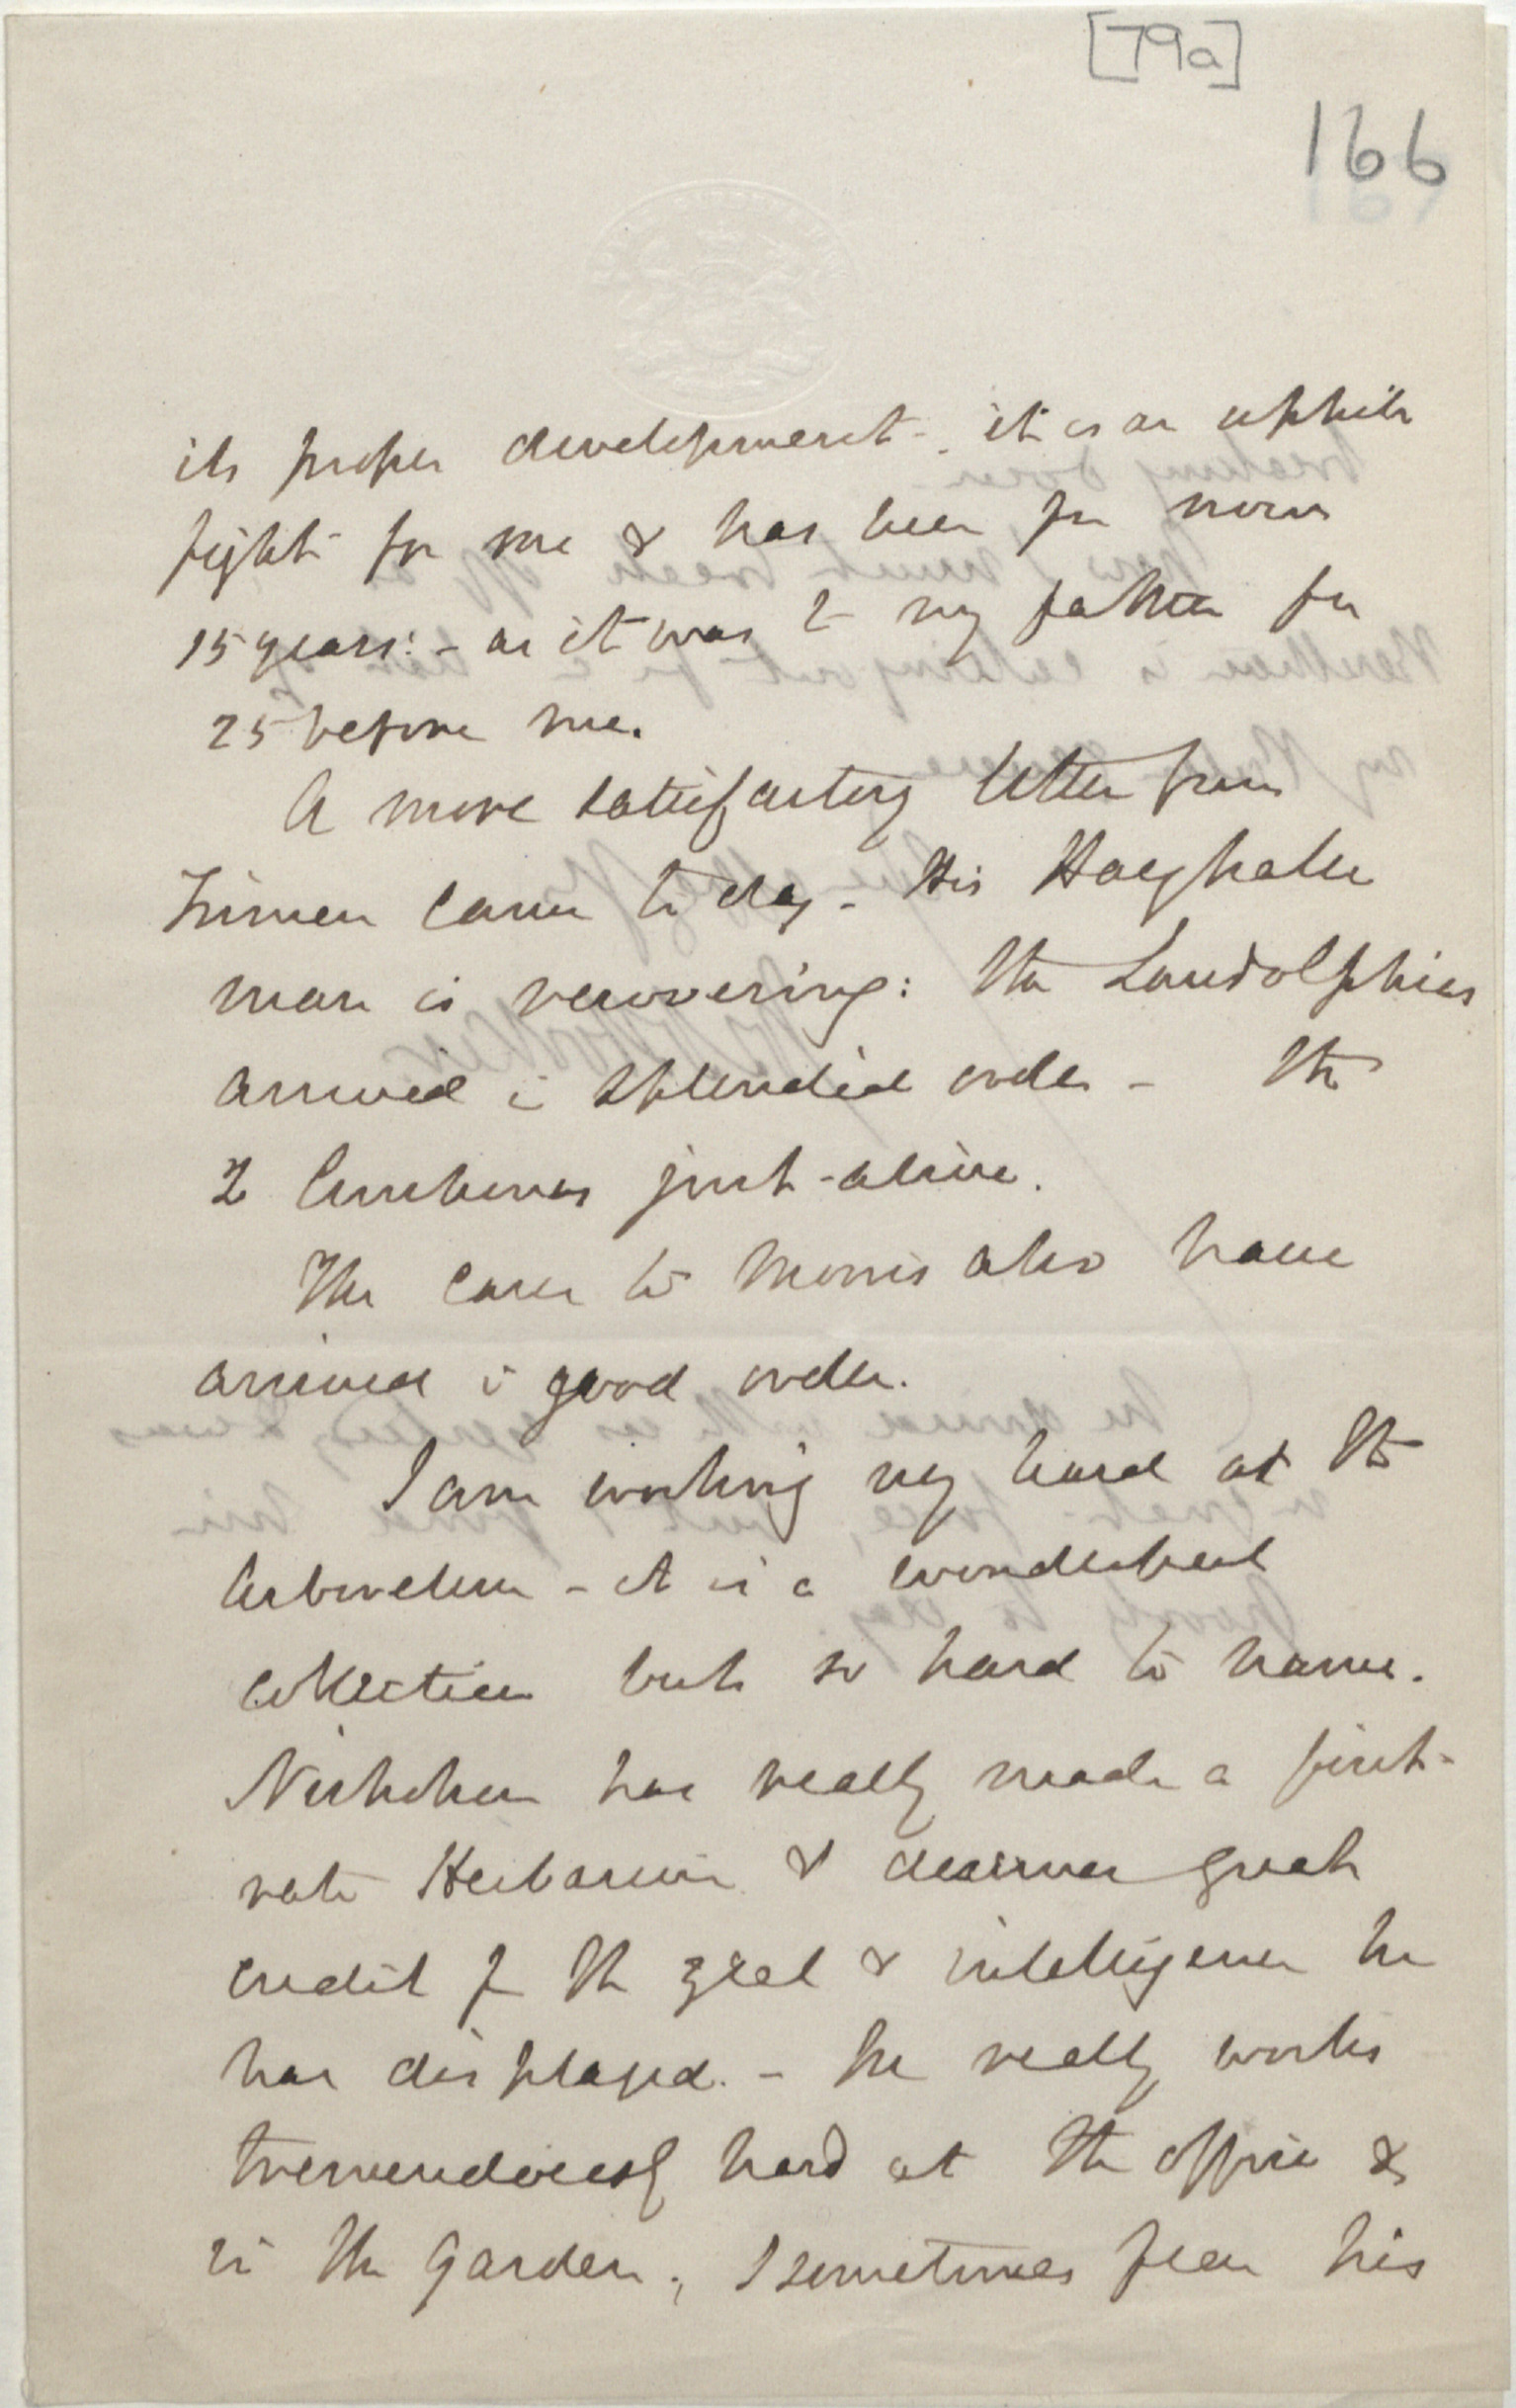 [79a]
166
its proper development - it is an uphill
fight for me & has been for now
15 years: - as it was to my father for
25 before me.
A more satisfactory letter from
Trimen came today - His
man is recovering: the Landolphias
arrived in splendid order - the
2 Cinchonas just alive.
The cases to Morris also have
arrived in good order.
I am working very hard at the
Arboretum - it is a wonderful
collection but so hard to name.
Nicholson has really made a first-
rate Herbarium & deserves great
credit for the zeal & intelligence he
has displayed. - he really works
tremendously hard at the office &
in the Garden; I sometimes fear his